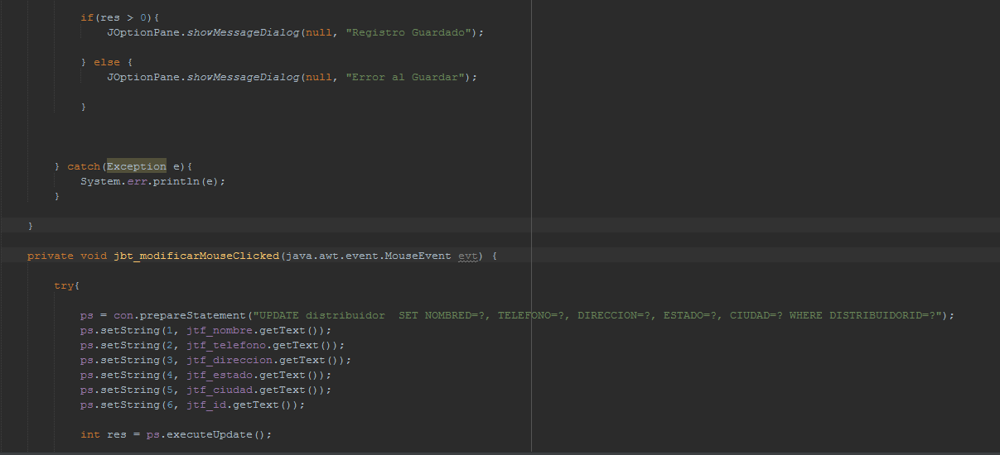 if(res > 0){
JOptionPane.showMessageDialog(null, "Registro Guardado");
} else {
JOptionPane.showMessageDialog(null, "Error al Guardar");
}
} catch(Exception e){
System.err.println(e);
}
}
private void jbt_modificarMouseClicked(java.awt.event.MouseEvent evt) {
try{
ps = con.prepareStatement("UPDATE distribuidor  SET NOMBRED=?, TELEFONO=?, DIRECCION=?, ESTADO=?, CIUDAD=? WHERE DISTRIBUIDORID=?");
ps.setString(1, jtf_nombre.getText());
ps.setString(2, jtf_telefono.getText());
ps.setString(3, jtf_direccion.getText());
ps.setString(4, jtf_estado.getText());
ps.setString(5, jtf_ciudad.getText());
ps.setString(6, jtf_id.getText());
int res = ps.executeUpdate();